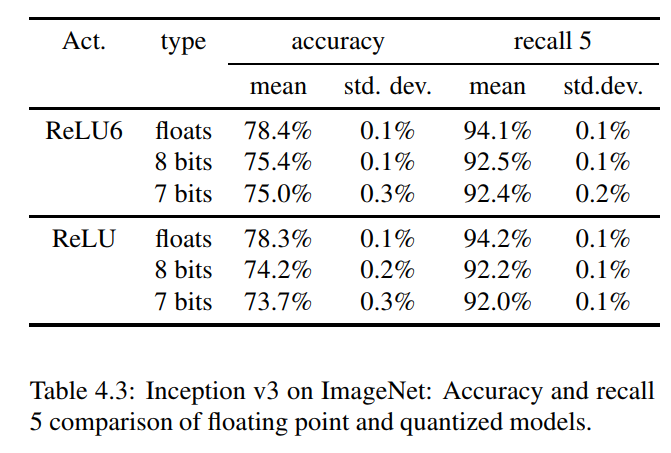 Act. type accuracy recall 5
mean std. dev. mean std.dev.
ReLU6 floats 78.4% 0.1% 94.1% 0.1%
8 bits 75.4% 0.1% 92.5% 0.1%
7 bits 75.0% 0.3% 92.4% 0.2%
ReLU floats 78.3% 0.1% 94.2% 0.1%
8 bits 74.2% 0.2% 92.2% 0.1%
7 bits 73.7% 0.3% 92.0% 0.1%
Table 4.3: Inception v3 on ImageNet: Accuracy and recall
5 comparison of floating point and quantized models.